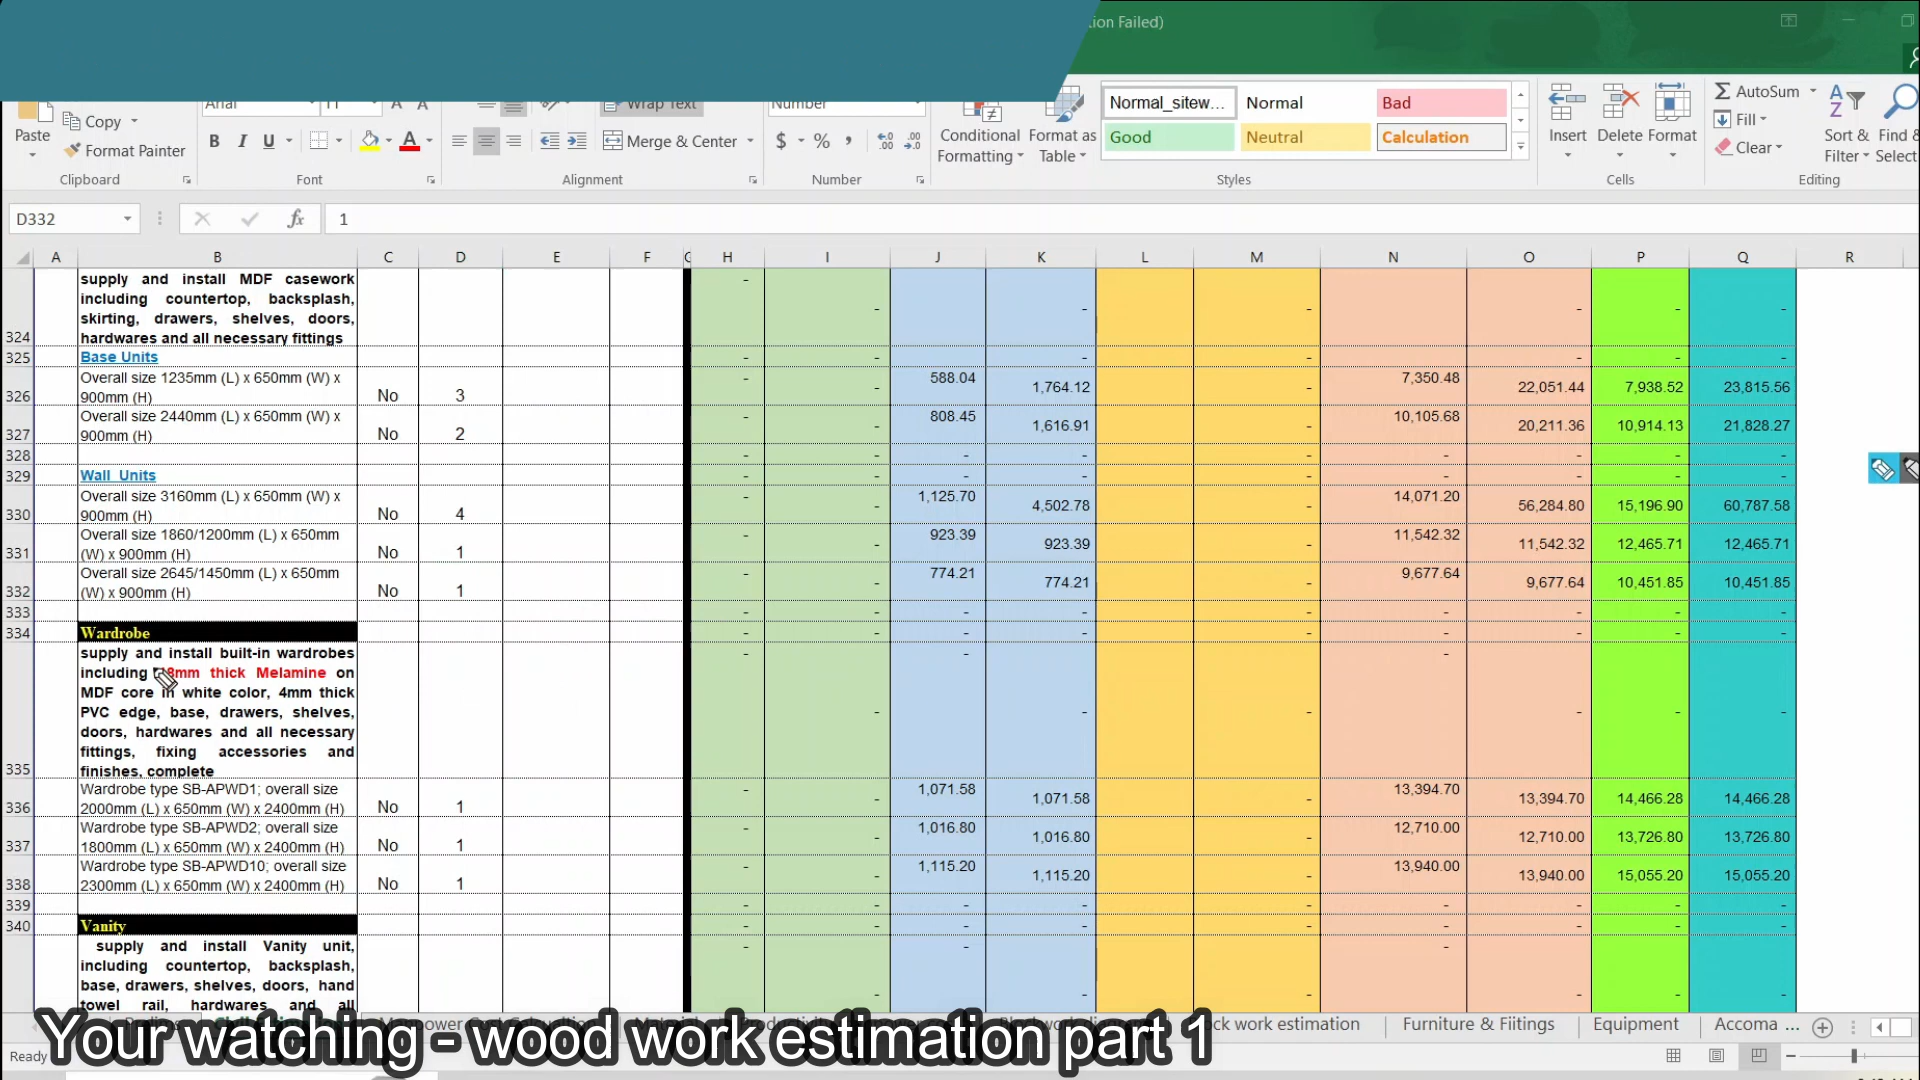 ion Failed)
Paste
Copy
Format Painter
Clipboard
Arial
11
A A
B I U
A
Font
Wrap Text
Merge & Center
Alignment
Number
$ % ,
Number
Conditional
Formatting
Format as
Table
Normal_sitew...
Normal
Bad
Good
Neutral
Calculation
Styles
Insert
Delete
Format
Cells
AutoSum
Fill
Clear
Sort &
Filter
Find &
Select
Editing
D332
fx
1
A B C D E F G H I J K L M N O P Q R
324 supply and install MDF casework
including countertop, backsplash,
skirting, drawers, shelves, doors,
hardwares and all necessary fittings - - - - - - - -
325 Base Units - - - - - - - -
326 Overall size 1235mm (L) x 650mm (W) x
900mm (H) No 3 - - 588.04 1,764.12 - 7,350.48 22,051.44 7,938.52 23,815.56
327 Overall size 2440mm (L) x 650mm (W) x
900mm (H) No 2 - - 808.45 1,616.91 - 10,105.68 20,211.36 10,914.13 21,828.27
328 - - - - - - - - -
329 Wall Units - - - - - - - - -
330 Overall size 3160mm (L) x 650mm (W) x
900mm (H) No 4 - - 1,125.70 4,502.78 - 14,071.20 56,284.80 15,196.90 60,787.58
331 Overall size 1860/1200mm (L) x 650mm
(W) x 900mm (H) No 1 - - 923.39 923.39 - 11,542.32 11,542.32 12,465.71 12,465.71
332 Overall size 2645/1450mm (L) x 650mm
(W) x 900mm (H) No 1 - - 774.21 774.21 - 9,677.64 9,677.64 10,451.85 10,451.85
333 - - - - - - - - -
334 Wardrobe - - - - - - - - -
335 supply and install built-in wardrobes
including 8mm thick Melamine on
MDF core in white color, 4mm thick
PVC edge, base, drawers, shelves,
doors, hardwares and all necessary
fittings, fixing accessories and
finishes, complete - - - - - - - - -
336 Wardrobe type SB-APWD1; overall size
2000mm (L) x 650mm (W) x 2400mm (H) No 1 - - 1,071.58 1,071.58 - 13,394.70 13,394.70 14,466.28 14,466.28
337 Wardrobe type SB-APWD2; overall size
1800mm (L) x 650mm (W) x 2400mm (H) No 1 - - 1,016.80 1,016.80 - 12,710.00 12,710.00 13,726.80 13,726.80
338 Wardrobe type SB-APWD10; overall size
2300mm (L) x 650mm (W) x 2400mm (H) No 1 - - 1,115.20 1,115.20 - 13,940.00 13,940.00 15,055.20 15,055.20
339 - - - - - - - - -
340 Vanity - - - - - - - - -
supply and install Vanity unit,
including countertop, backsplash,
base, drawers, shelves, doors, hand
towel rail, hardwares and all - - - - - - - - -
ock work estimation
Furniture & Fiitings
Equipment
Accoma ...
Ready
Your watching - wood work estimation part 1